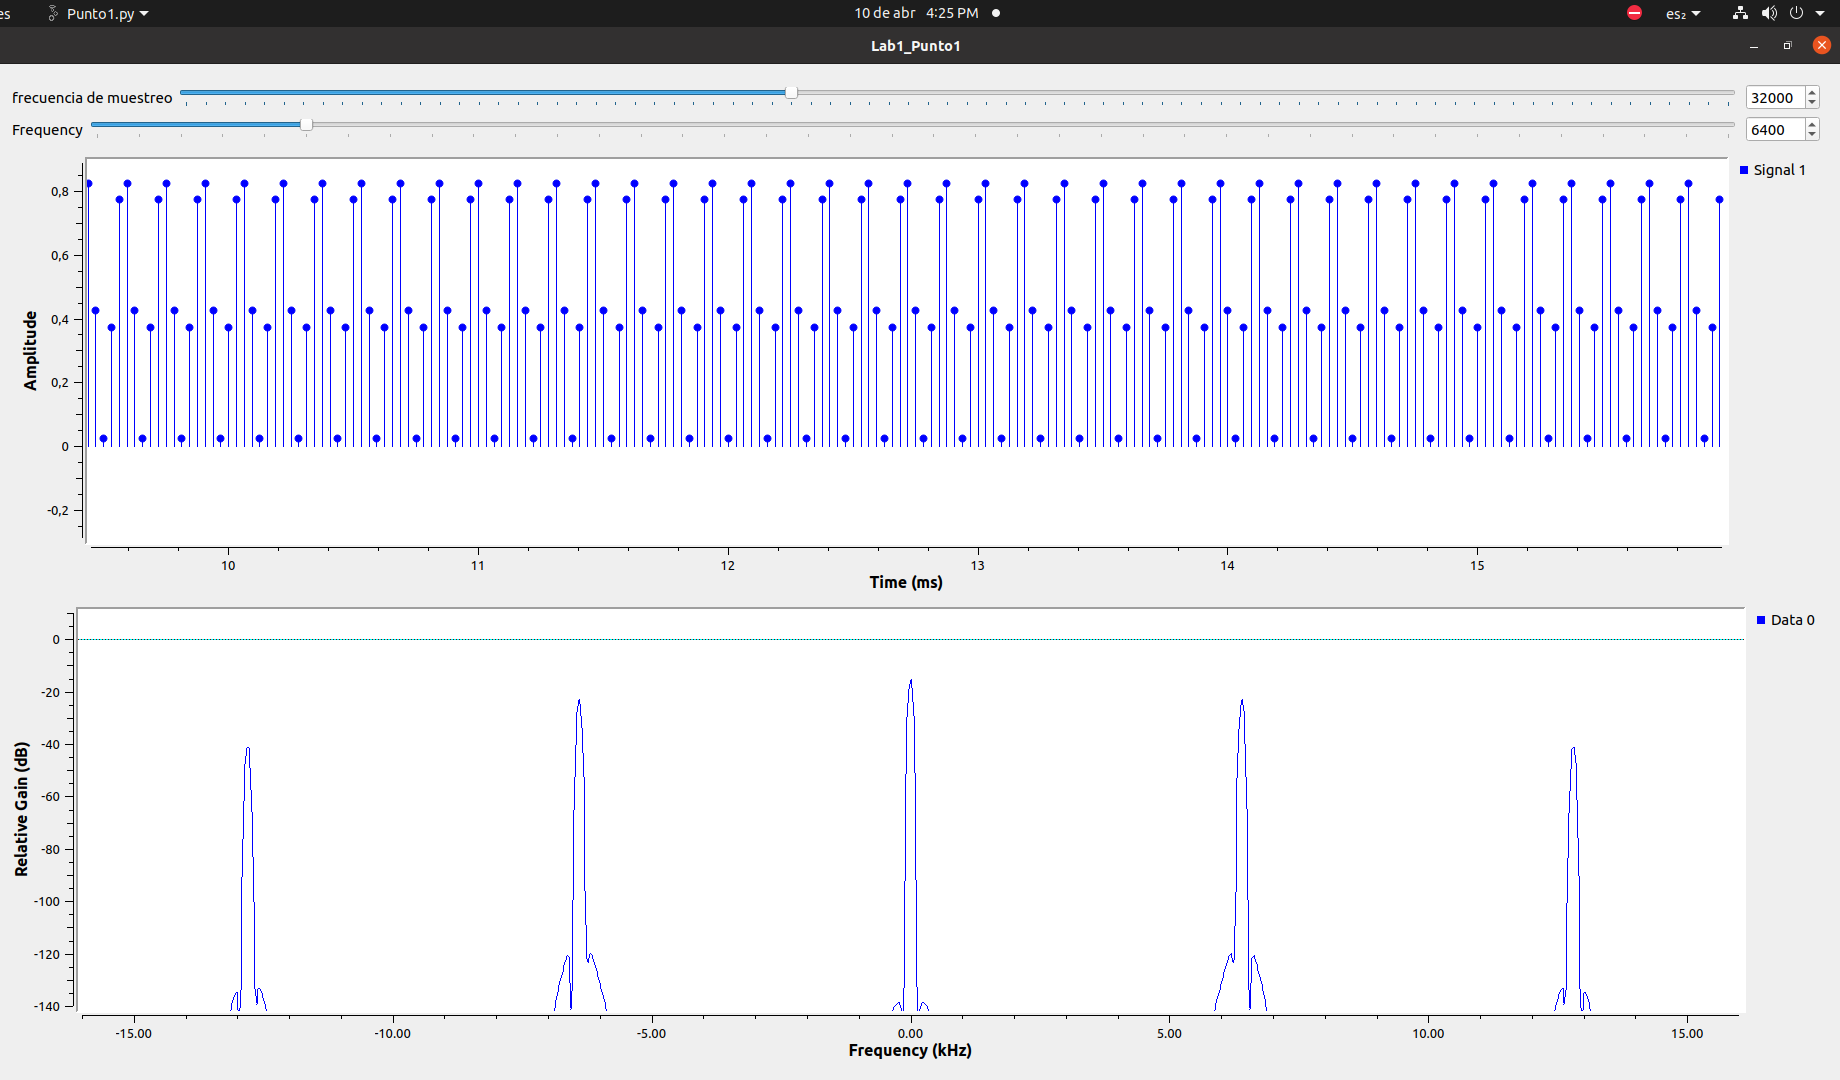 es Punto1.py 10 de abr 4:25 PM es₂
Lab1_Punto1
frecuencia de muestreo 32000
Frequency 6400
Signal 1
0,8
0,6
0,4
0,2
0
-0,2
Amplitude
10 11 12 13 14 15
Time (ms)
Data 0
0
-20
-40
-60
-80
-100
-120
-140
Relative Gain (dB)
-15.00 -10.00 -5.00 0.00 5.00 10.00 15.00
Frequency (kHz)